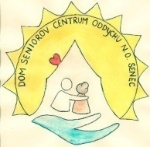 DOM SENIOROV CENTRUM ODDYCHU N.O. SENEC